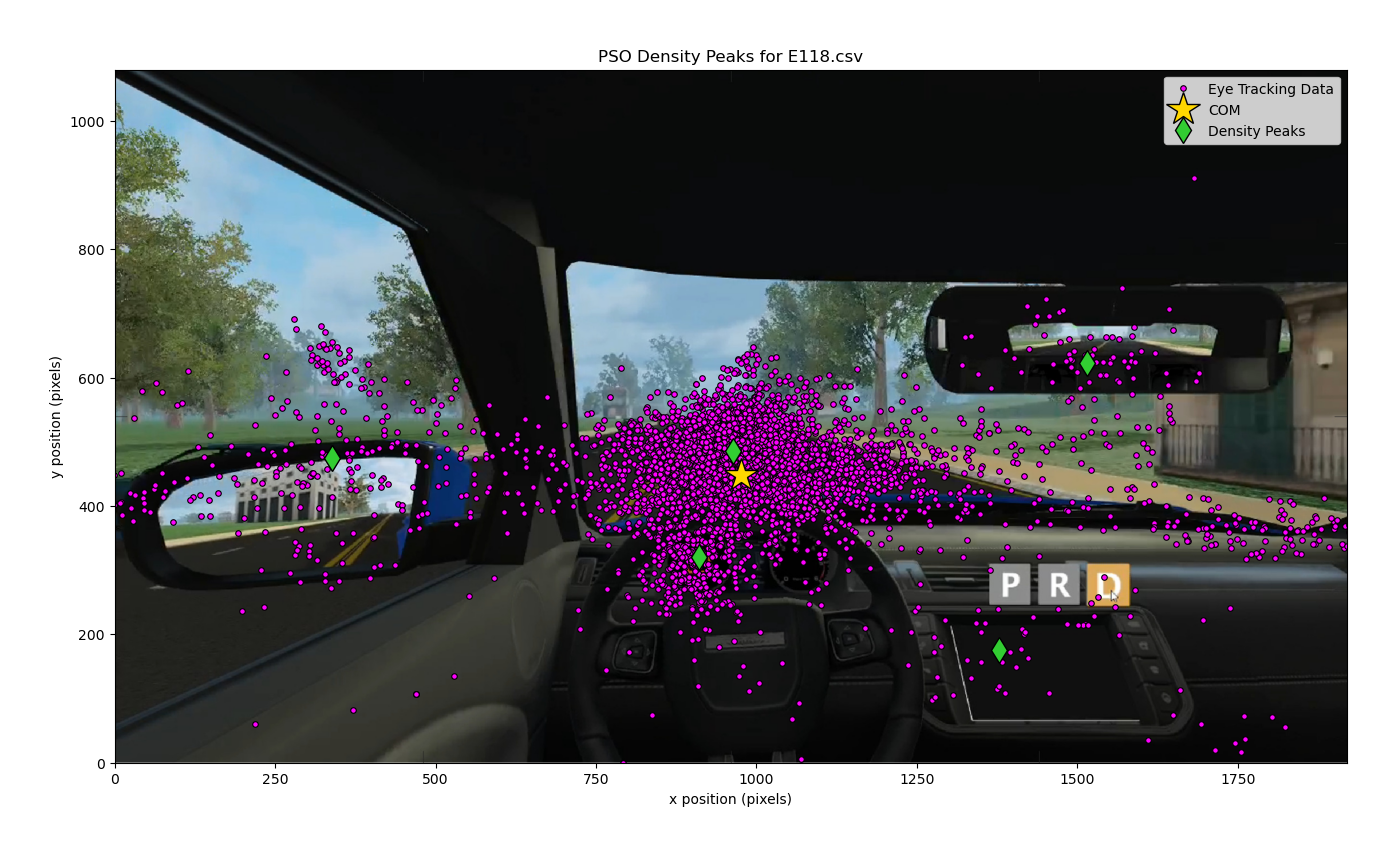 PSO Density Peaks for E118.csv
Eye Tracking Data
COM
Density Peaks
1000
800
600
400
200
0
y position (pixels)
P R D
0 250 500 750 1000 1250 1500 1750
x position (pixels)